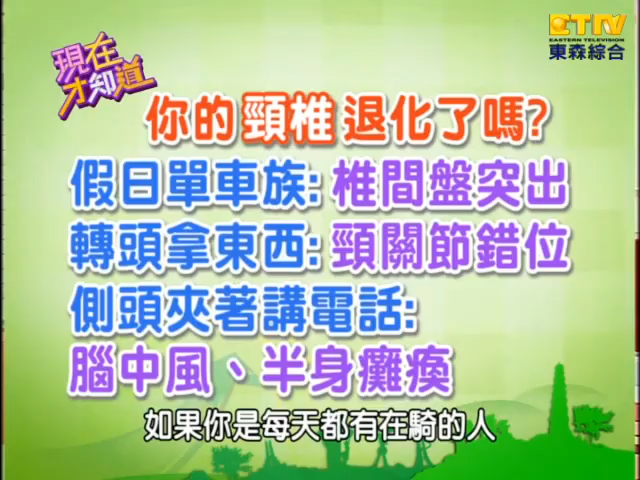 現在
才知道
ETTV
EASTERN TELEVISION
東森綜合
你的頸椎退化了嗎?
假日單車族:椎間盤突出
轉頭拿東西:頸關節錯位
側頭夾著講電話:
腦中風、半身癱瘓
如果你是每天都有在騎的人